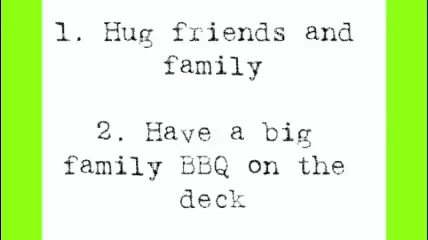 1. Hug friends and
family
2. Have a big
family BBQ on the
deck